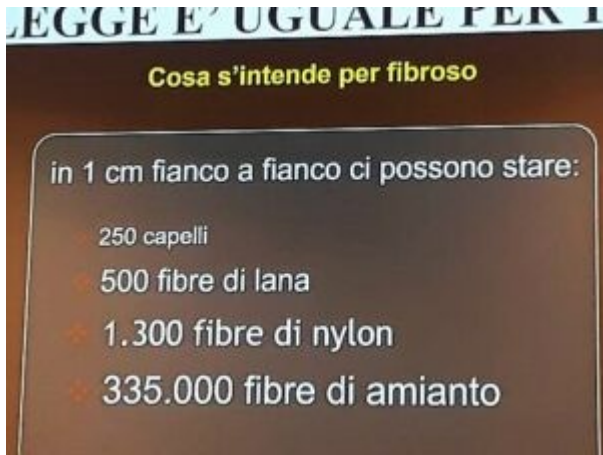 LEGGE E' UGUALE PER T
Cosa s'intende per fibroso
in 1 cm fianco a fianco ci possono stare:
250 capelli
500 fibre di lana
1.300 fibre di nylon
335.000 fibre di amianto